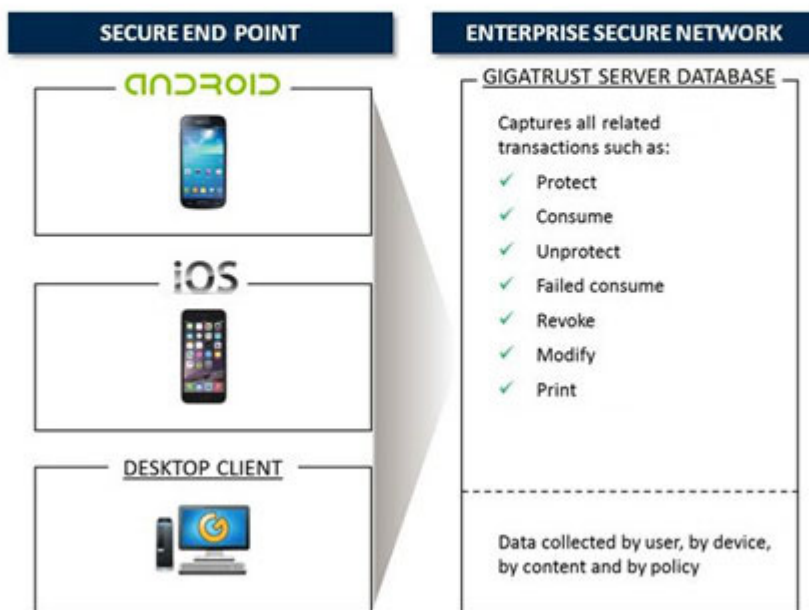 SECURE END POINT
ANDROID
iOS
DESKTOP CLIENT
ENTERPRISE SECURE NETWORK
GIGATRUST SERVER DATABASE
Captures all related
transactions such as:
✓ Protect
✓ Consume
✓ Unprotect
✓ Failed consume
✓ Revoke
✓ Modify
✓ Print
Data collected by user, by device,
by content and by policy